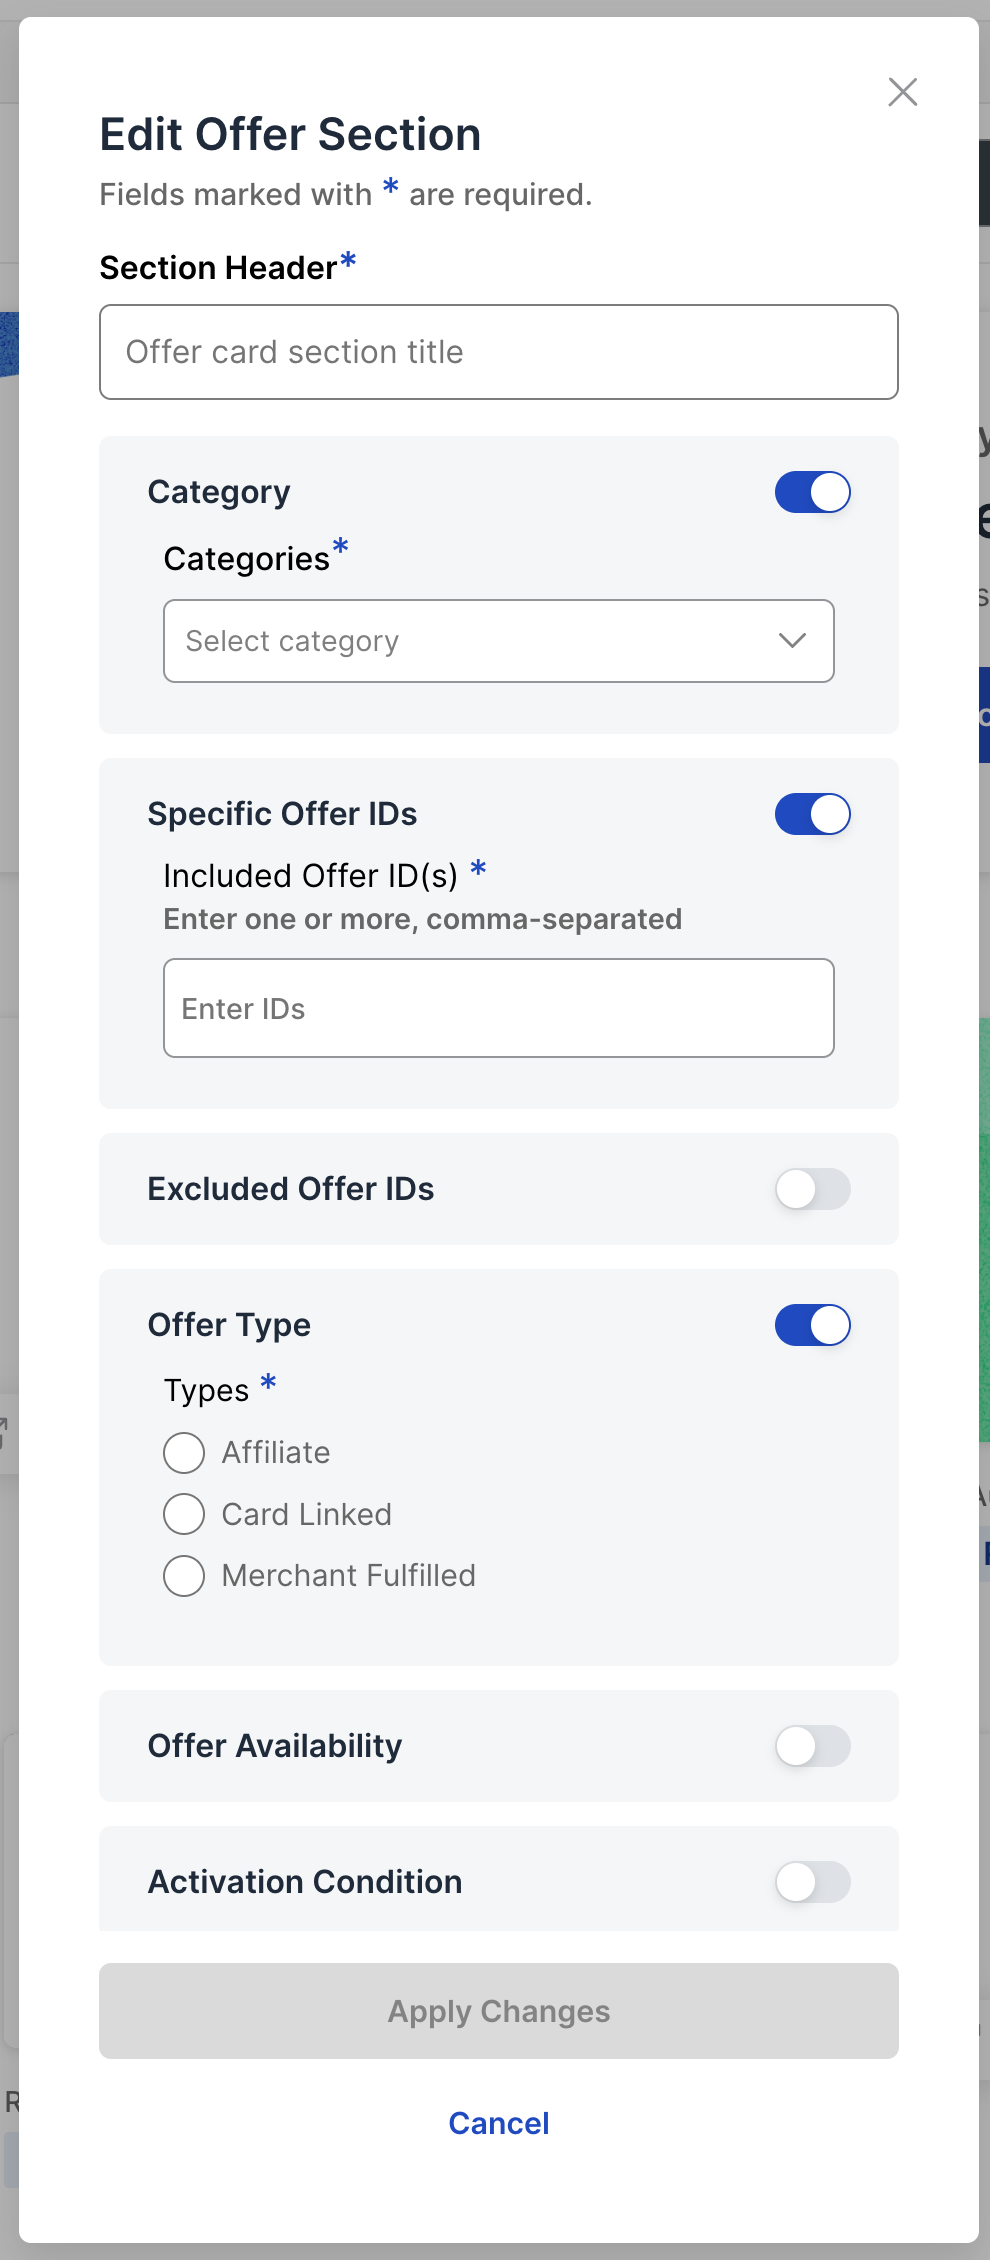 Edit Offer Section
Fields marked with * are required.
Section Header*
Offer card section title
Category
Categories*
Select category
Specific Offer IDs
Included Offer ID(s) *
Enter one or more, comma-separated
Enter IDs
Excluded Offer IDs
Offer Type
Types *
Affiliate
Card Linked
Merchant Fulfilled
Offer Availability
Activation Condition
Apply Changes
Cancel